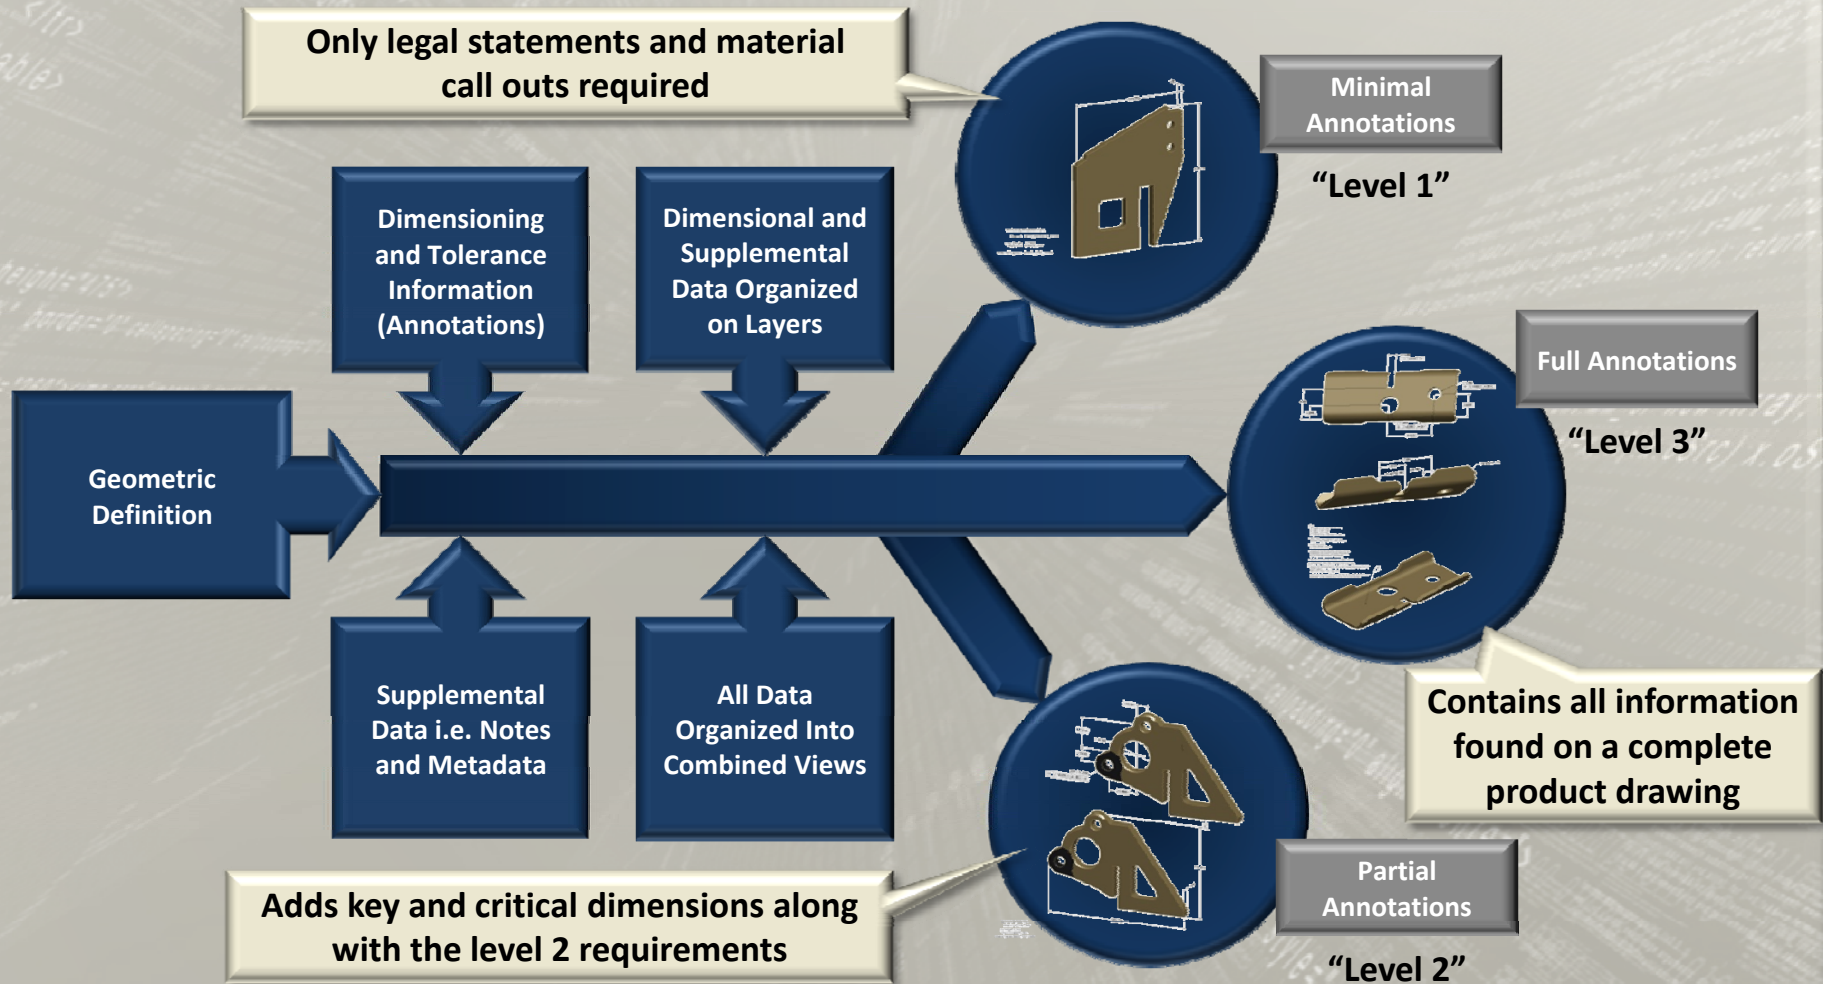 Only legal statements and material
call outs required
Minimal
Annotations
“Level 1”
Dimensioning
and Tolerance
Information
(Annotations)
Dimensional and
Supplemental
Data Organized
on Layers
Full Annotations
“Level 3”
Geometric
Definition
Supplemental
Data i.e. Notes
and Metadata
All Data
Organized Into
Combined Views
Contains all information
found on a complete
product drawing
Adds key and critical dimensions along
with the level 2 requirements
Partial
Annotations
“Level 2”